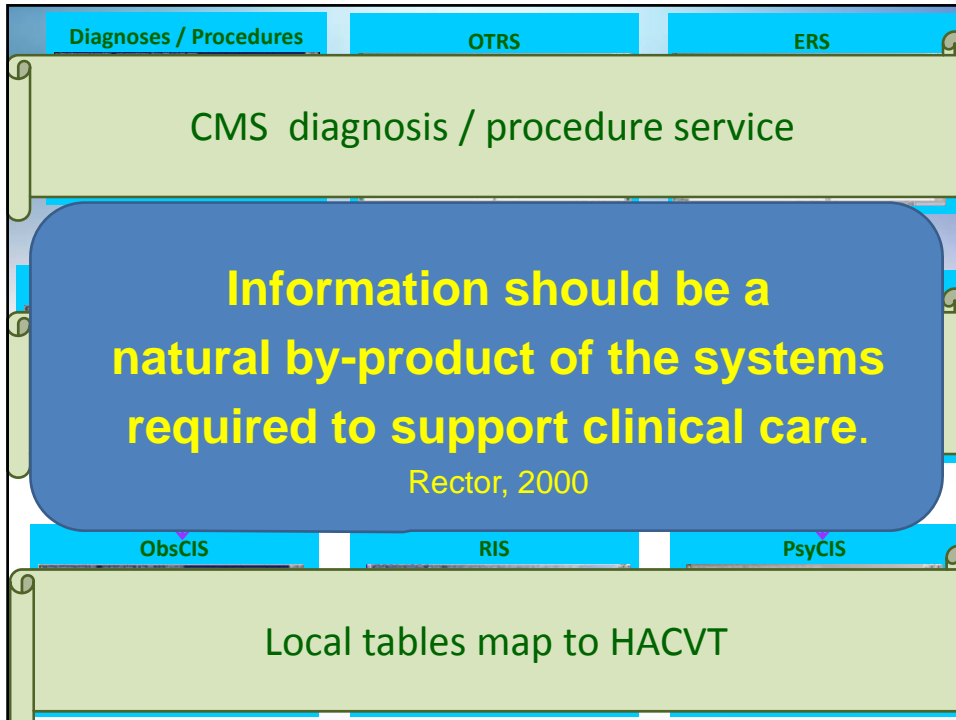 Diagnoses / Procedures
OTRS
ERS
CMS diagnosis / procedure service
Information should be a
natural by-product of the systems
required to support clinical care.
Rector, 2000
ObsCIS
RIS
PsyCIS
Local tables map to HACVT